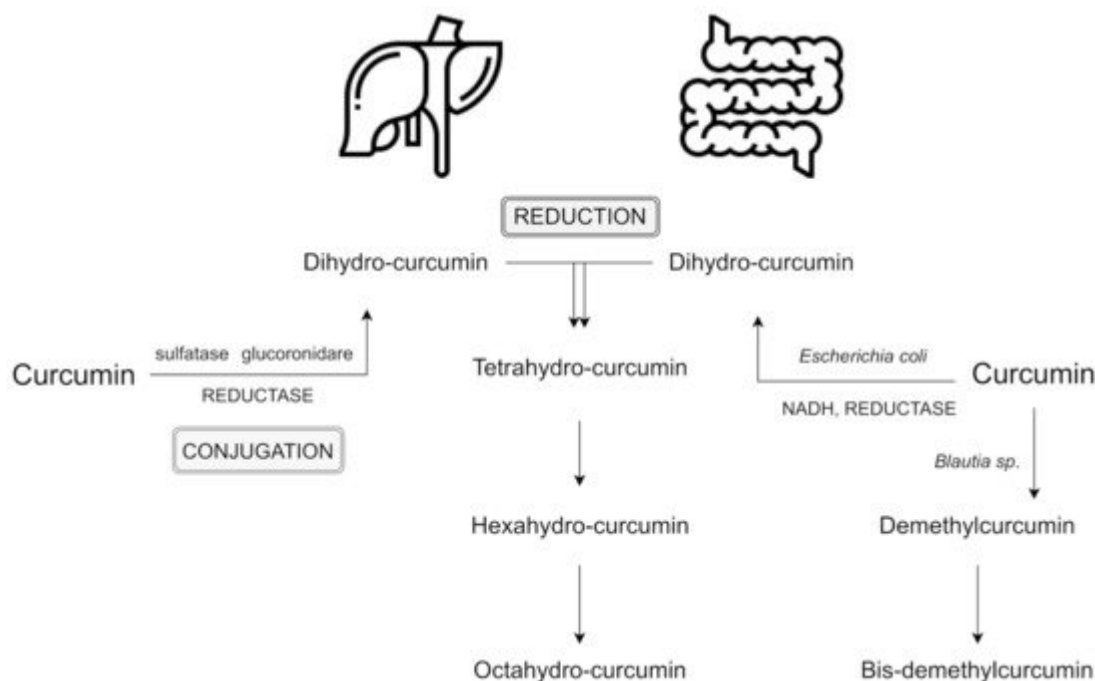 REDUCTION
Dihydro-curcumin
Dihydro-curcumin
sulfatase glucoronidare
Curcumin
REDUCTASE
CONJUGATION
Tetrahydro-curcumin
Escherichia coli
Curcumin
NADH, REDUCTASE
Blautia sp.
Hexahydro-curcumin
Demethylcurcumin
Octahydro-curcumin
Bis-demethylcurcumin